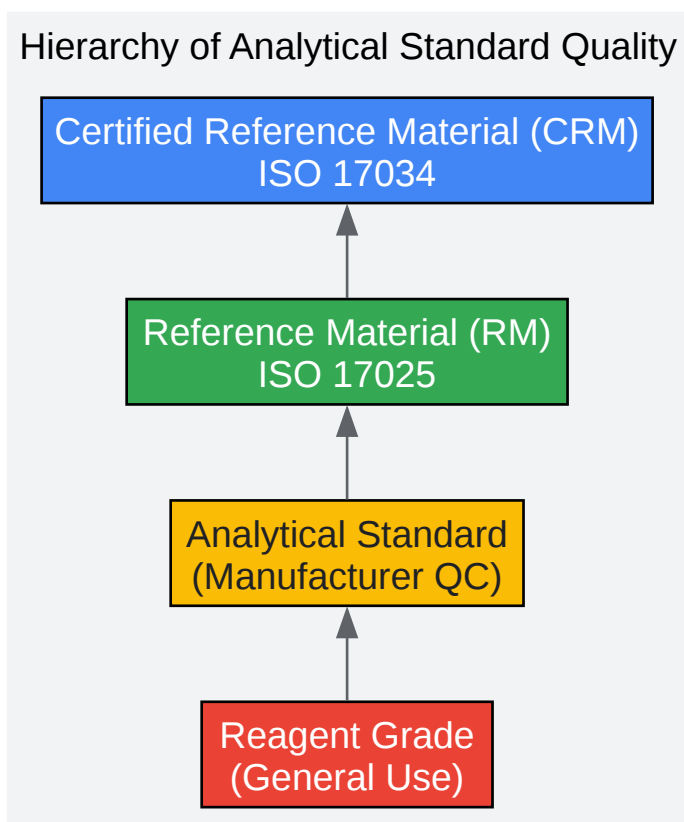 Hierarchy of Analytical Standard Quality
Certified Reference Material (CRM)
ISO 17034
Reference Material (RM)
ISO 17025
Analytical Standard
(Manufacturer QC)
Reagent Grade
(General Use)